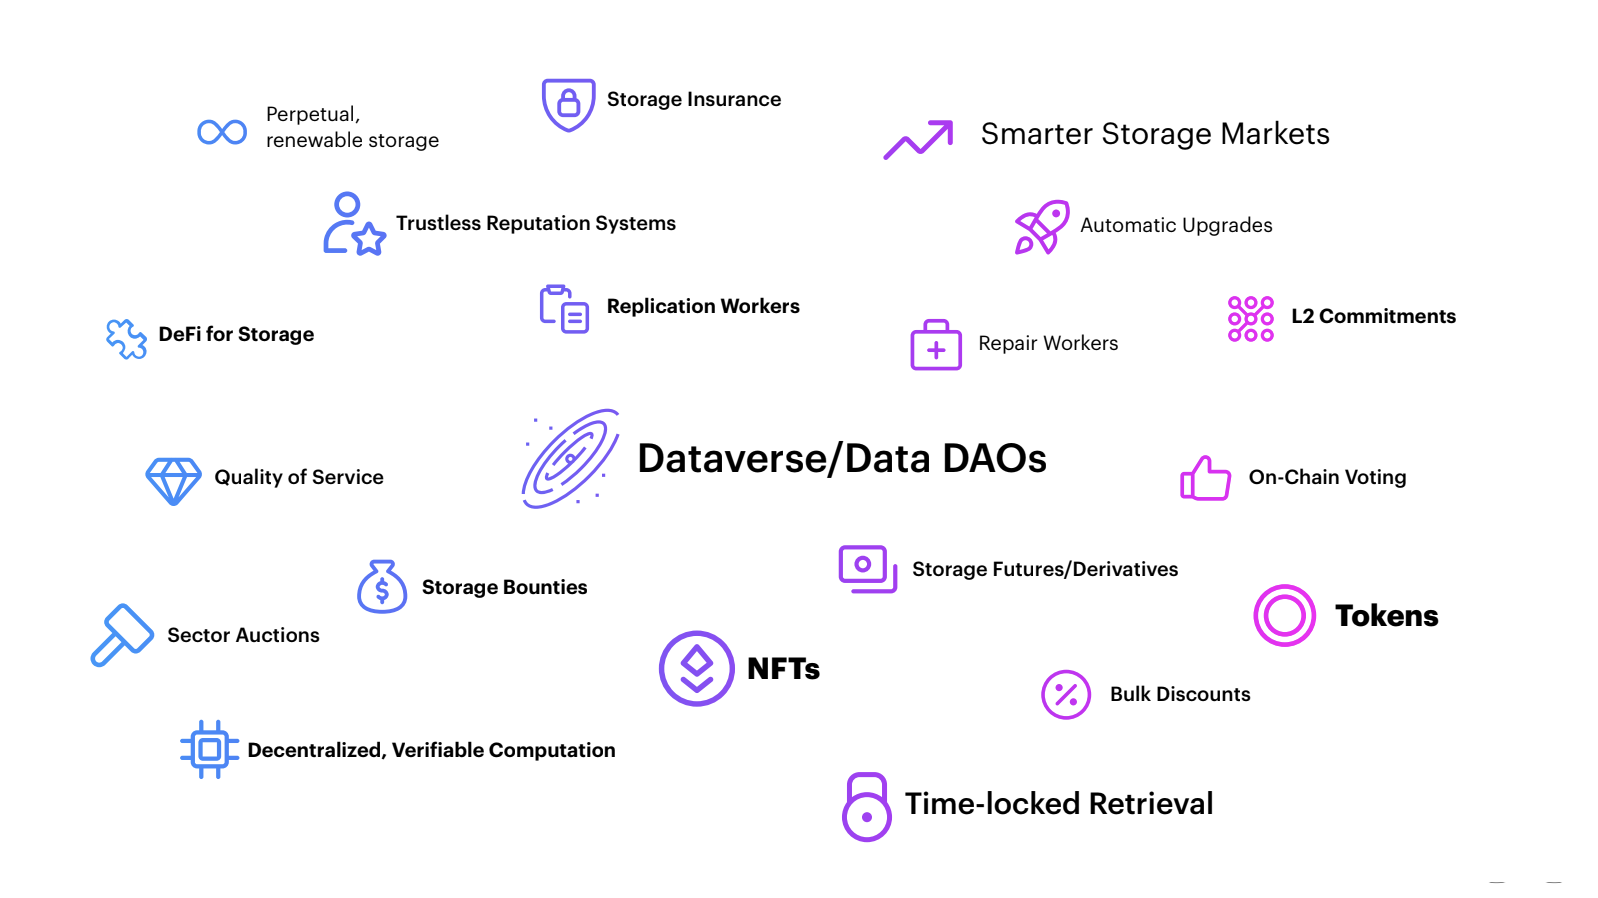 Perpetual,
renewable storage
Storage Insurance
Smarter Storage Markets
Trustless Reputation Systems
Automatic Upgrades
DeFi for Storage
Replication Workers
Repair Workers
L2 Commitments
Quality of Service
Dataverse/Data DAOs
On-Chain Voting
Storage Bounties
Storage Futures/Derivatives
Sector Auctions
NFTs
Tokens
Bulk Discounts
Decentralized, Verifiable Computation
Time-locked Retrieval